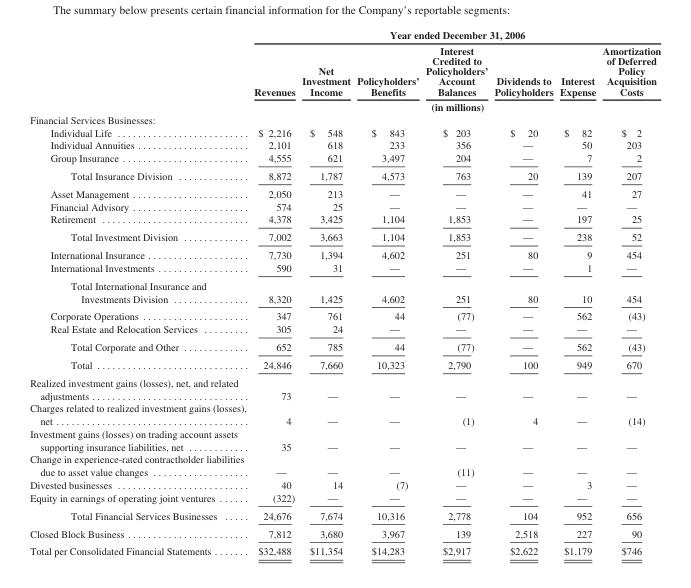 The summary below presents certain financial information for the Company's reportable segments:
Year ended December 31, 2006
Revenues Net Investment Income Policyholders' Benefits Interest Credited to Policyholders' Account Balances Dividends to Policyholders Interest Expense Amortization of Deferred Policy Acquisition Costs
(in millions)
Financial Services Businesses:
Individual Life ........................ $ 2,216 $ 548 $ 843 $ 203 $ 20 $ 82 $ 2
Individual Annuities .................... 2,101 618 233 356 — 50 203
Group Insurance ........................ 4,555 621 3,497 204 — 7 2
Total Insurance Division .............. 8,872 1,787 4,573 763 20 139 207
Asset Management ...................... 2,050 213 — — — 41 27
Financial Advisory ...................... 574 25 — — — — —
Retirement ............................ 4,378 3,425 1,104 1,853 — 197 25
Total Investment Division ............. 7,002 3,663 1,104 1,853 — 238 52
International Insurance .................. 7,730 1,394 4,602 251 80 9 454
International Investments ................ 590 31 — — — 1 —
Total International Insurance and
Investments Division ................ 8,320 1,425 4,602 251 80 10 454
Corporate Operations .................... 347 761 44 (77) — 562 (43)
Real Estate and Relocation Services ........ 305 24 — — — — —
Total Corporate and Other ............. 652 785 44 (77) — 562 (43)
Total .............................. 24,846 7,660 10,323 2,790 100 949 670
Realized investment gains (losses), net, and related
adjustments ............................ 73 — — — — — —
Charges related to realized investment gains (losses),
net .................................... 4 — — (1) 4 — (14)
Investment gains (losses) on trading account assets
supporting insurance liabilities, net ............ 35 — — — — — —
Change in experience-rated contractholder liabilities
due to asset value changes .................. — — — (11) — — —
Divested businesses .......................... 40 14 (7) — — 3 —
Equity in earnings of operating joint ventures ...... (322) — — — — — —
Total Financial Services Businesses ..... 24,676 7,674 10,316 2,778 104 952 656
Closed Block Business ........................ 7,812 3,680 3,967 139 2,518 227 90
Total per Consolidated Financial Statements ....... $32,488 $11,354 $14,283 $2,917 $2,622 $1,179 $746